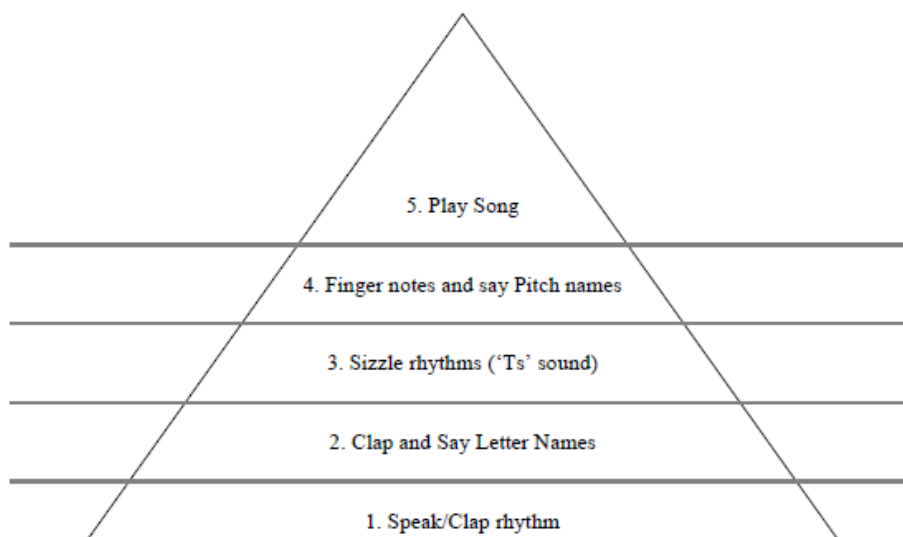 5. Play Song
4. Finger notes and say Pitch names
3. Sizzle rhythms (‘Ts’ sound)
2. Clap and Say Letter Names
1. Speak/Clap rhythm